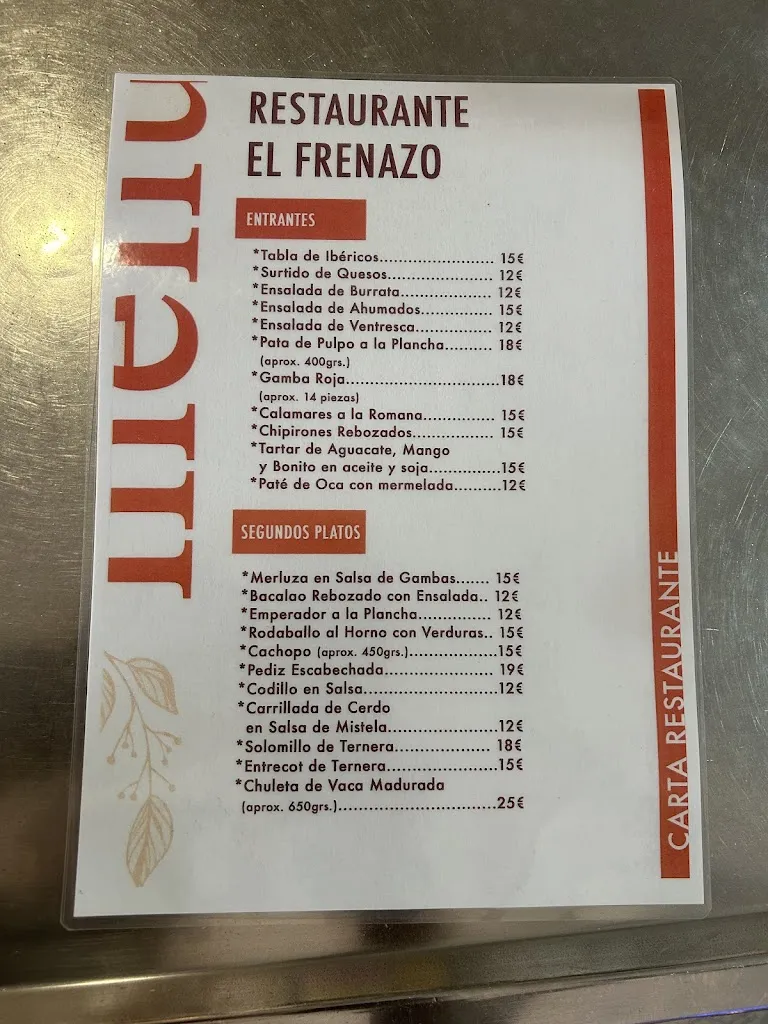 menu
RESTAURANTE
EL FRENAZO
ENTRANTES
*Tabla de Ibéricos....................... 15€
*Surtido de Quesos..................... 12€
*Ensalada de Burrata................... 12€
*Ensalada de Ahumados............... 15€
*Ensalada de Ventresca................ 12€
*Pata de Pulpo a la Plancha.......... 18€
(aprox. 400grs.)
*Gamba Roja...............................18€
(aprox. 14 piezas)
*Calamares a la Romana.............. 15€
*Chipirones Rebozados................ 15€
*Tartar de Aguacate, Mango
y Bonito en aceite y soja..............15€
*Paté de Oca con mermelada..........12€
SEGUNDOS PLATOS
*Merluza en Salsa de Gambas....... 15€
*Bacalao Rebozado con Ensalada.. 12€
*Emperador a la Plancha................ 12€
*Rodaballo al Horno con Verduras.. 15€
*Cachopo (aprox. 450grs.)..................15€
*Pediz Escabechada...................... 19€
*Codillo en Salsa...........................12€
*Carrillada de Cerdo
en Salsa de Mistela......................12€
*Solomillo de Ternera................... 18€
*Entrecot de Ternera......................15€
*Chuleta de Vaca Madurada
(aprox. 650grs.)................................25€
CARTA RESTAURANTE